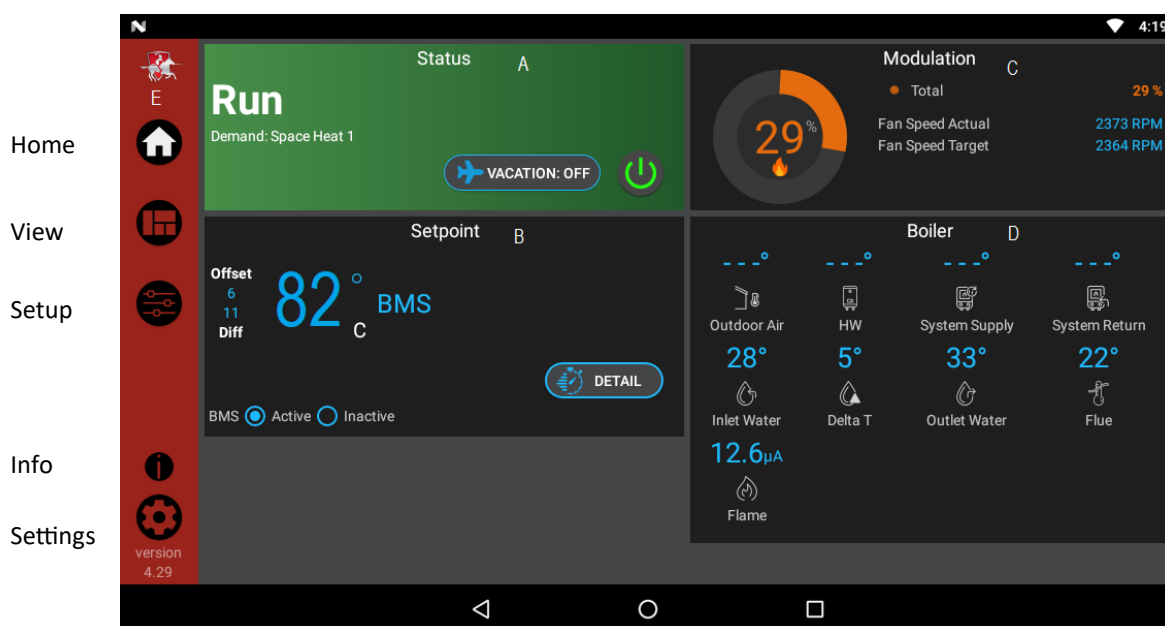 4:19
Home
View
Setup
Info
Settings
E
version
4.29
Status A
Run
Demand: Space Heat 1
VACATION: OFF
Modulation C
29%
Total 29 %
Fan Speed Actual 2373 RPM
Fan Speed Target 2364 RPM
Setpoint B
Offset
6
11
Diff
82° C BMS
DETAIL
BMS Active Inactive
Boiler D
---° ---° ---° ---°
Outdoor Air HW System Supply System Return
28° 5° 33° 22°
Inlet Water Delta T Outlet Water Flue
12.6µA
Flame